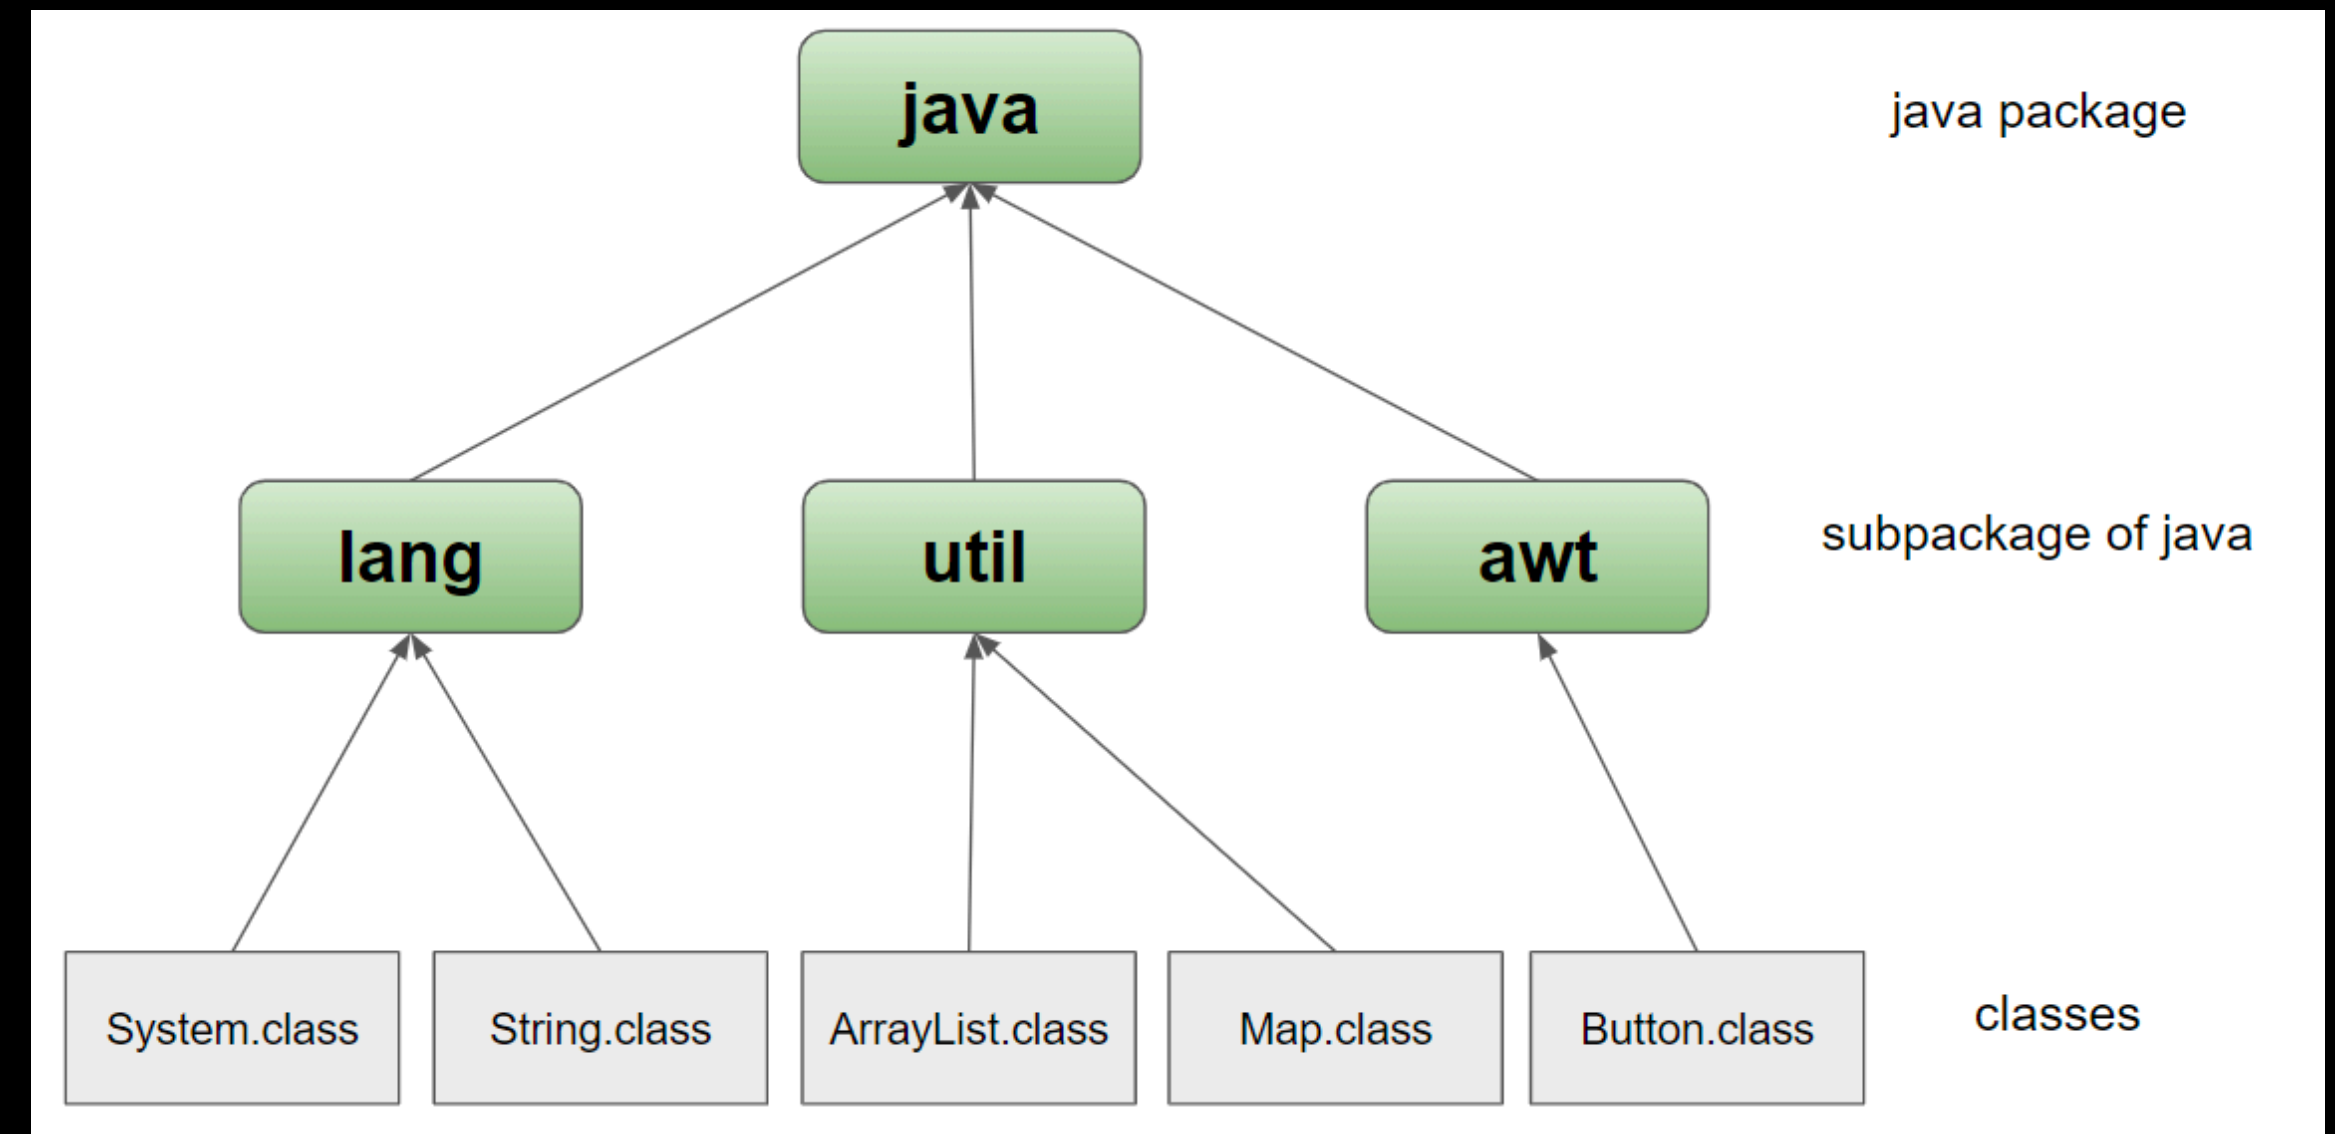 java
java package
lang
util
awt
subpackage of java
System.class
String.class
ArrayList.class
Map.class
Button.class
classes